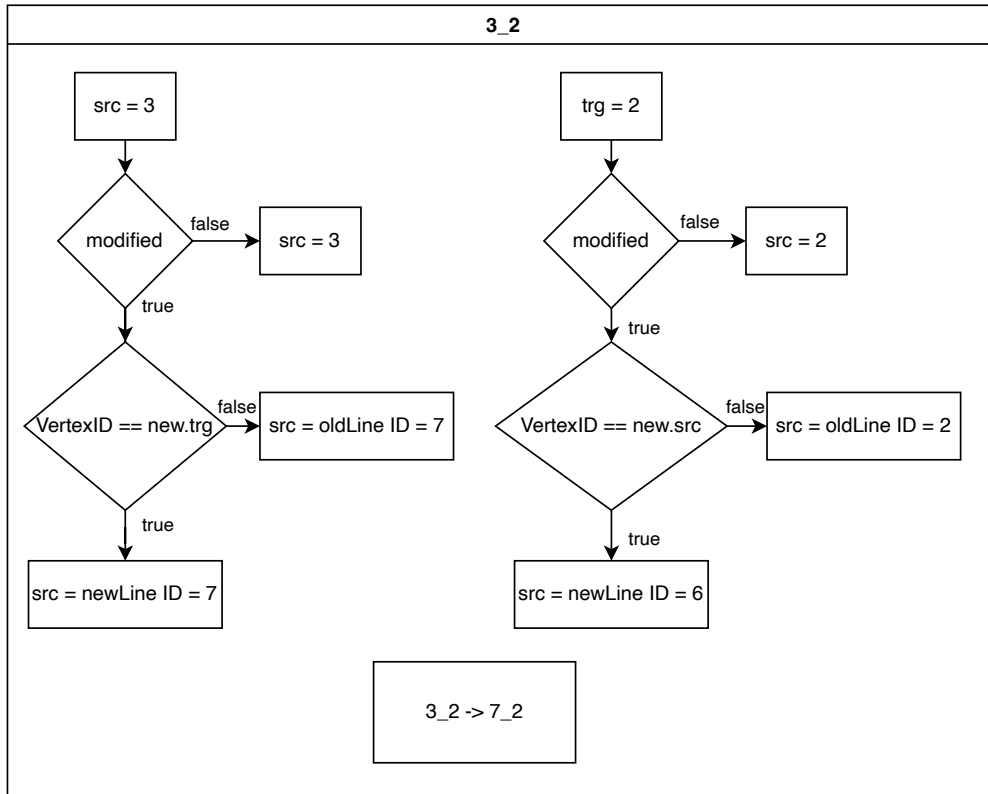 3_2
src = 3
modified
false
src = 3
true
VertexID == new.trg
false
src = oldLine ID = 7
true
src = newLine ID = 7
trg = 2
modified
false
src = 2
true
VertexID == new.src
false
src = oldLine ID = 2
true
src = newLine ID = 6
3_2 -> 7_2